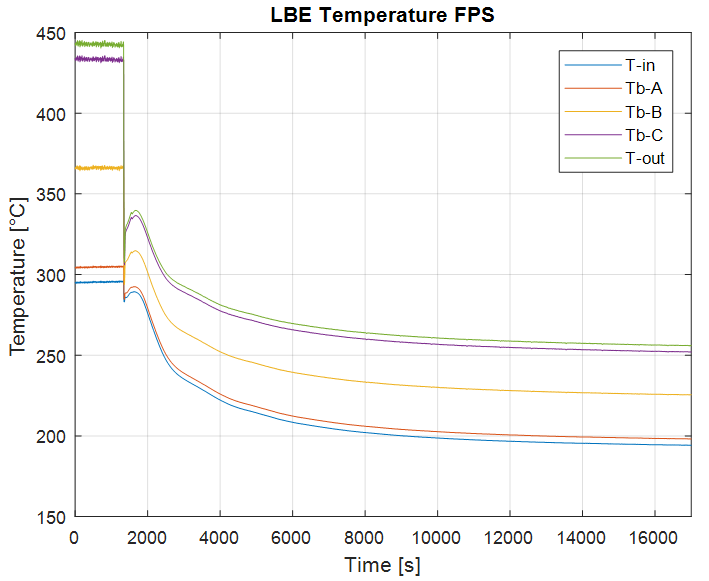 LBE Temperature FPS
450
400
350
300
250
200
150
Temperature [°C]
T-in
Tb-A
Tb-B
Tb-C
T-out
0 2000 4000 6000 8000 10000 12000 14000 16000
Time [s]